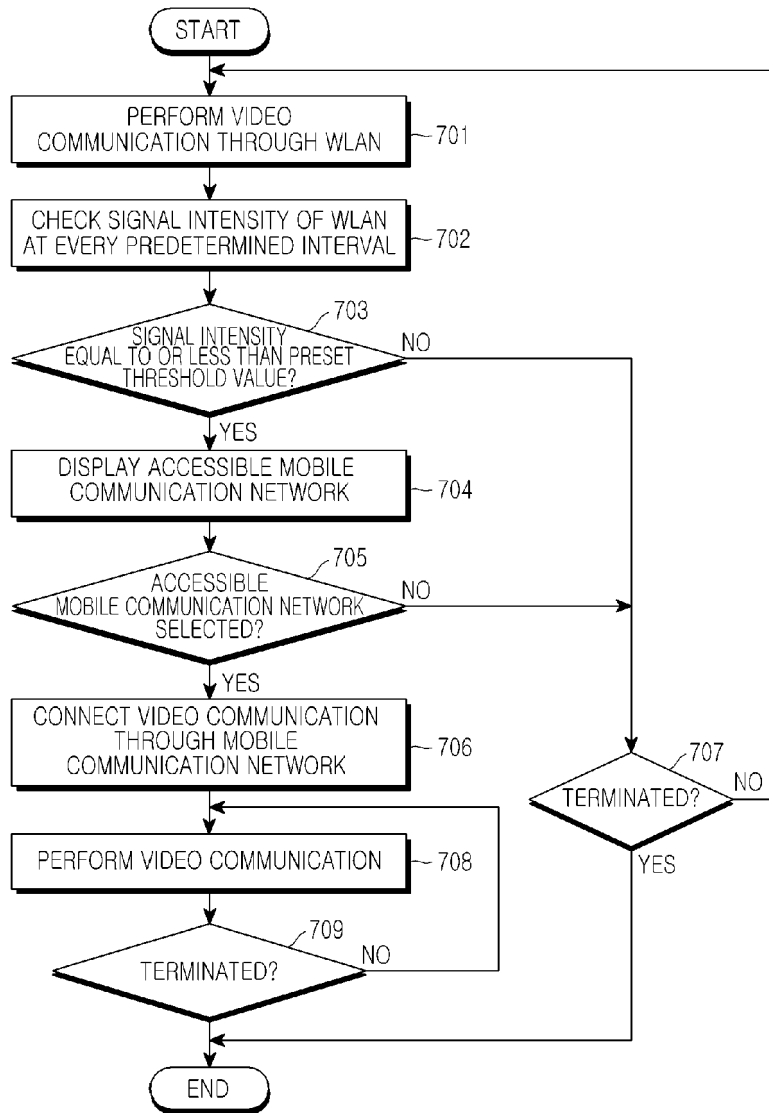 START
PERFORM VIDEO
COMMUNICATION THROUGH WLAN
701
CHECK SIGNAL INTENSITY OF WLAN
AT EVERY PREDETERMINED INTERVAL
702
703
SIGNAL INTENSITY
EQUAL TO OR LESS THAN PRESET
THRESHOLD VALUE?
NO
YES
DISPLAY ACCESSIBLE MOBILE
COMMUNICATION NETWORK
704
705
ACCESSIBLE
MOBILE COMMUNICATION NETWORK
SELECTED?
NO
YES
CONNECT VIDEO COMMUNICATION
THROUGH MOBILE
COMMUNICATION NETWORK
706
707
TERMINATED?
NO
YES
PERFORM VIDEO COMMUNICATION
708
709
TERMINATED?
NO
END